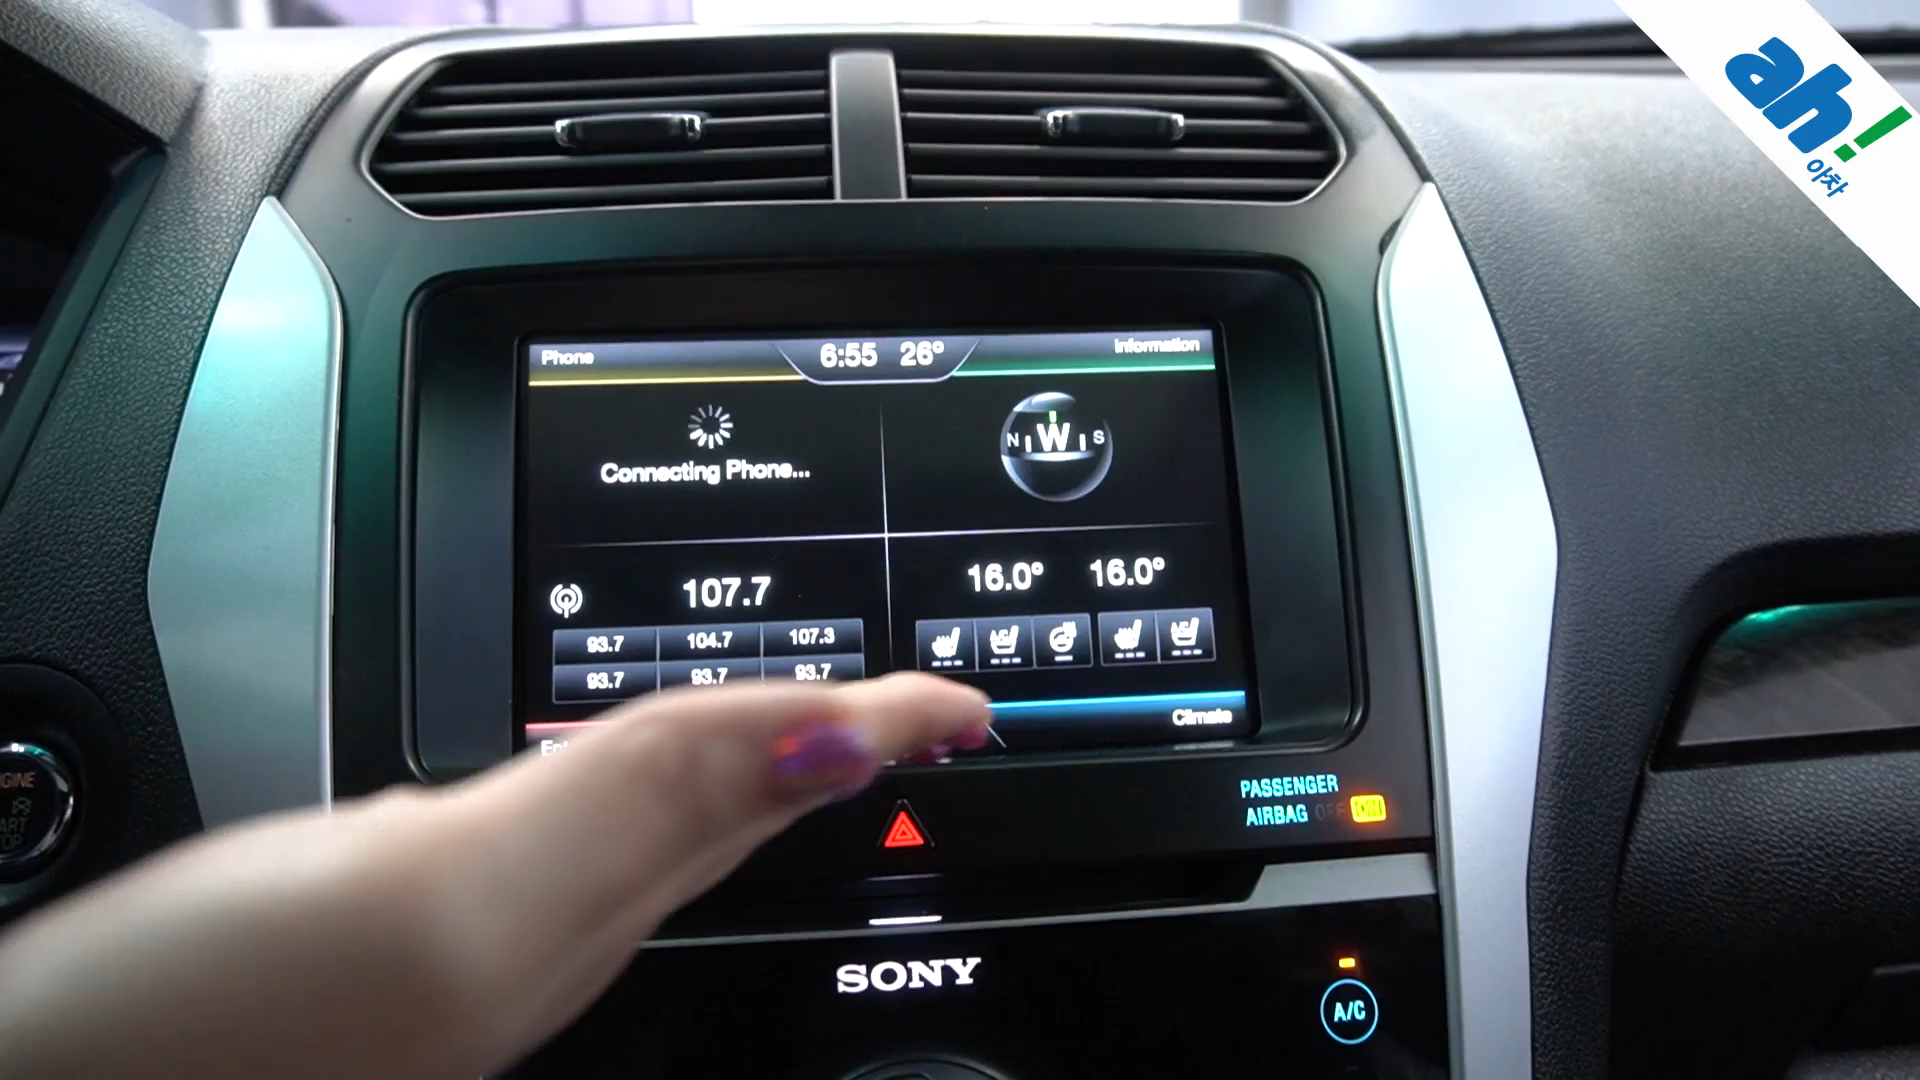 ah!
아차
Phone
6:55 26°
Information
Connecting Phone...
N W S
107.7
16.0° 16.0°
93.7 104.7 107.3
93.7 93.7 93.7
A/C
A/C
Climate
PASSENGER
AIRBAG OFF
SONY
A/C